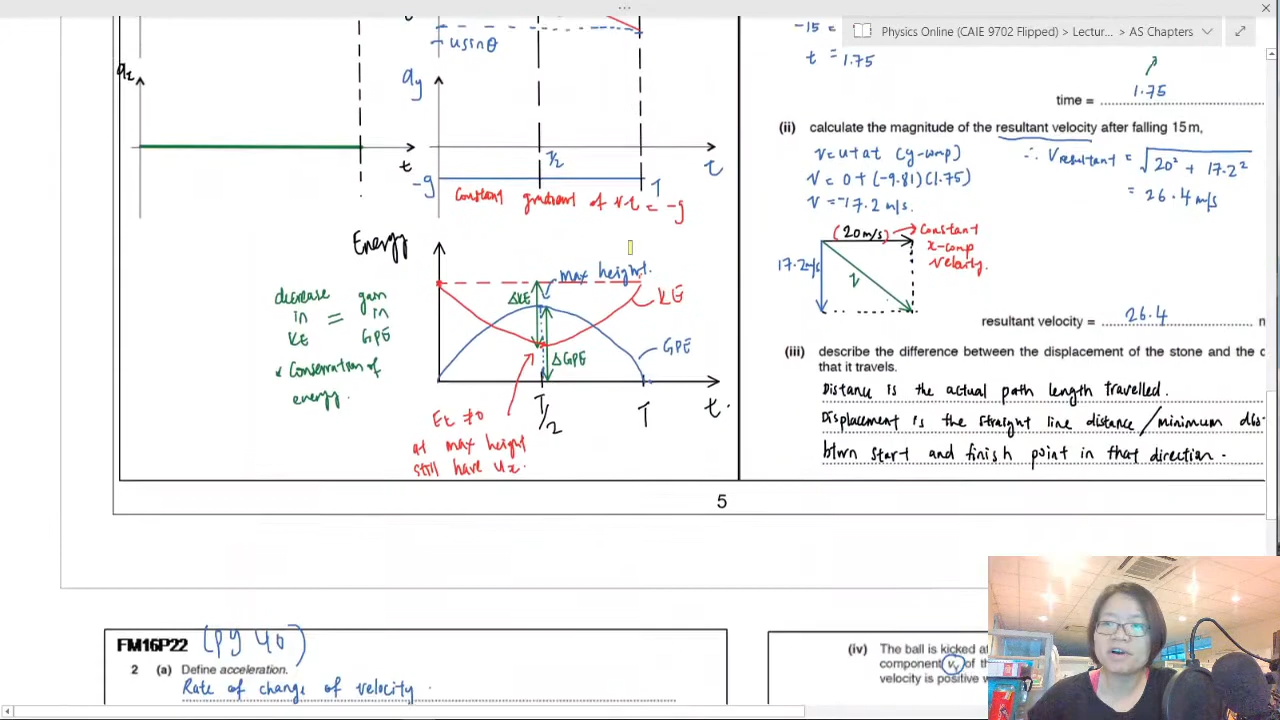 Physics Online (CAIE 9702 Flipped) > Lectur... > AS Chapters
usinθ
-15 =
t = 1.75
1.75
time =
ax
t
ay
T/2
t
-g
T
Constant gradient of v-t = -g
(ii) calculate the magnitude of the resultant velocity after falling 15 m,
v=u+at (y-comp)
v= 0+(-9.81)(1.75)
v = -17.2 m/s.
∴ Vresultant = √20² + 17.2²
= 26.4 m/s
(20m/s) → constant
x-comp
velocity.
17.2m/s
v
26.4
resultant velocity =
Energy
decrease in KE = gain in GPE
* Conservation of
energy.
max height.
ΔKE
KE
ΔGPE
GPE
T/2
T
t.
Ek ≠0
at max height
still have ux.
(iii) describe the difference between the displacement of the stone and the
that it travels.
Distance is the actual path length travelled.
Displacement is the straight line distance/minimum
btwn start and finish point in that direction.
5
FM16P22 (pg 40)
2 (a) Define acceleration.
Rate of change of velocity.
(iv) The ball is kicked
component vy of
velocity is positive